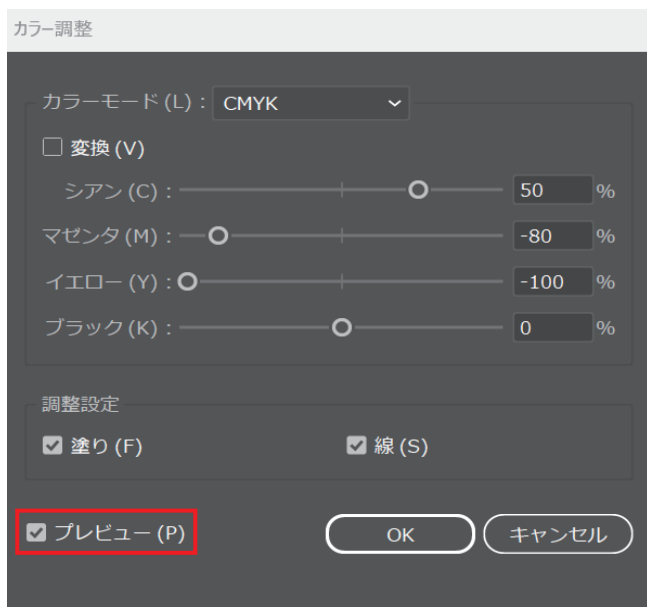 カラー調整
カラーモード (L) : CMYK
変換 (V)
シアン (C) : 50 %
マゼンタ (M) : -80 %
イエロー (Y) : -100 %
ブラック (K) : 0 %
調整設定
塗り (F) 線 (S)
プレビュー (P) OK キャンセル